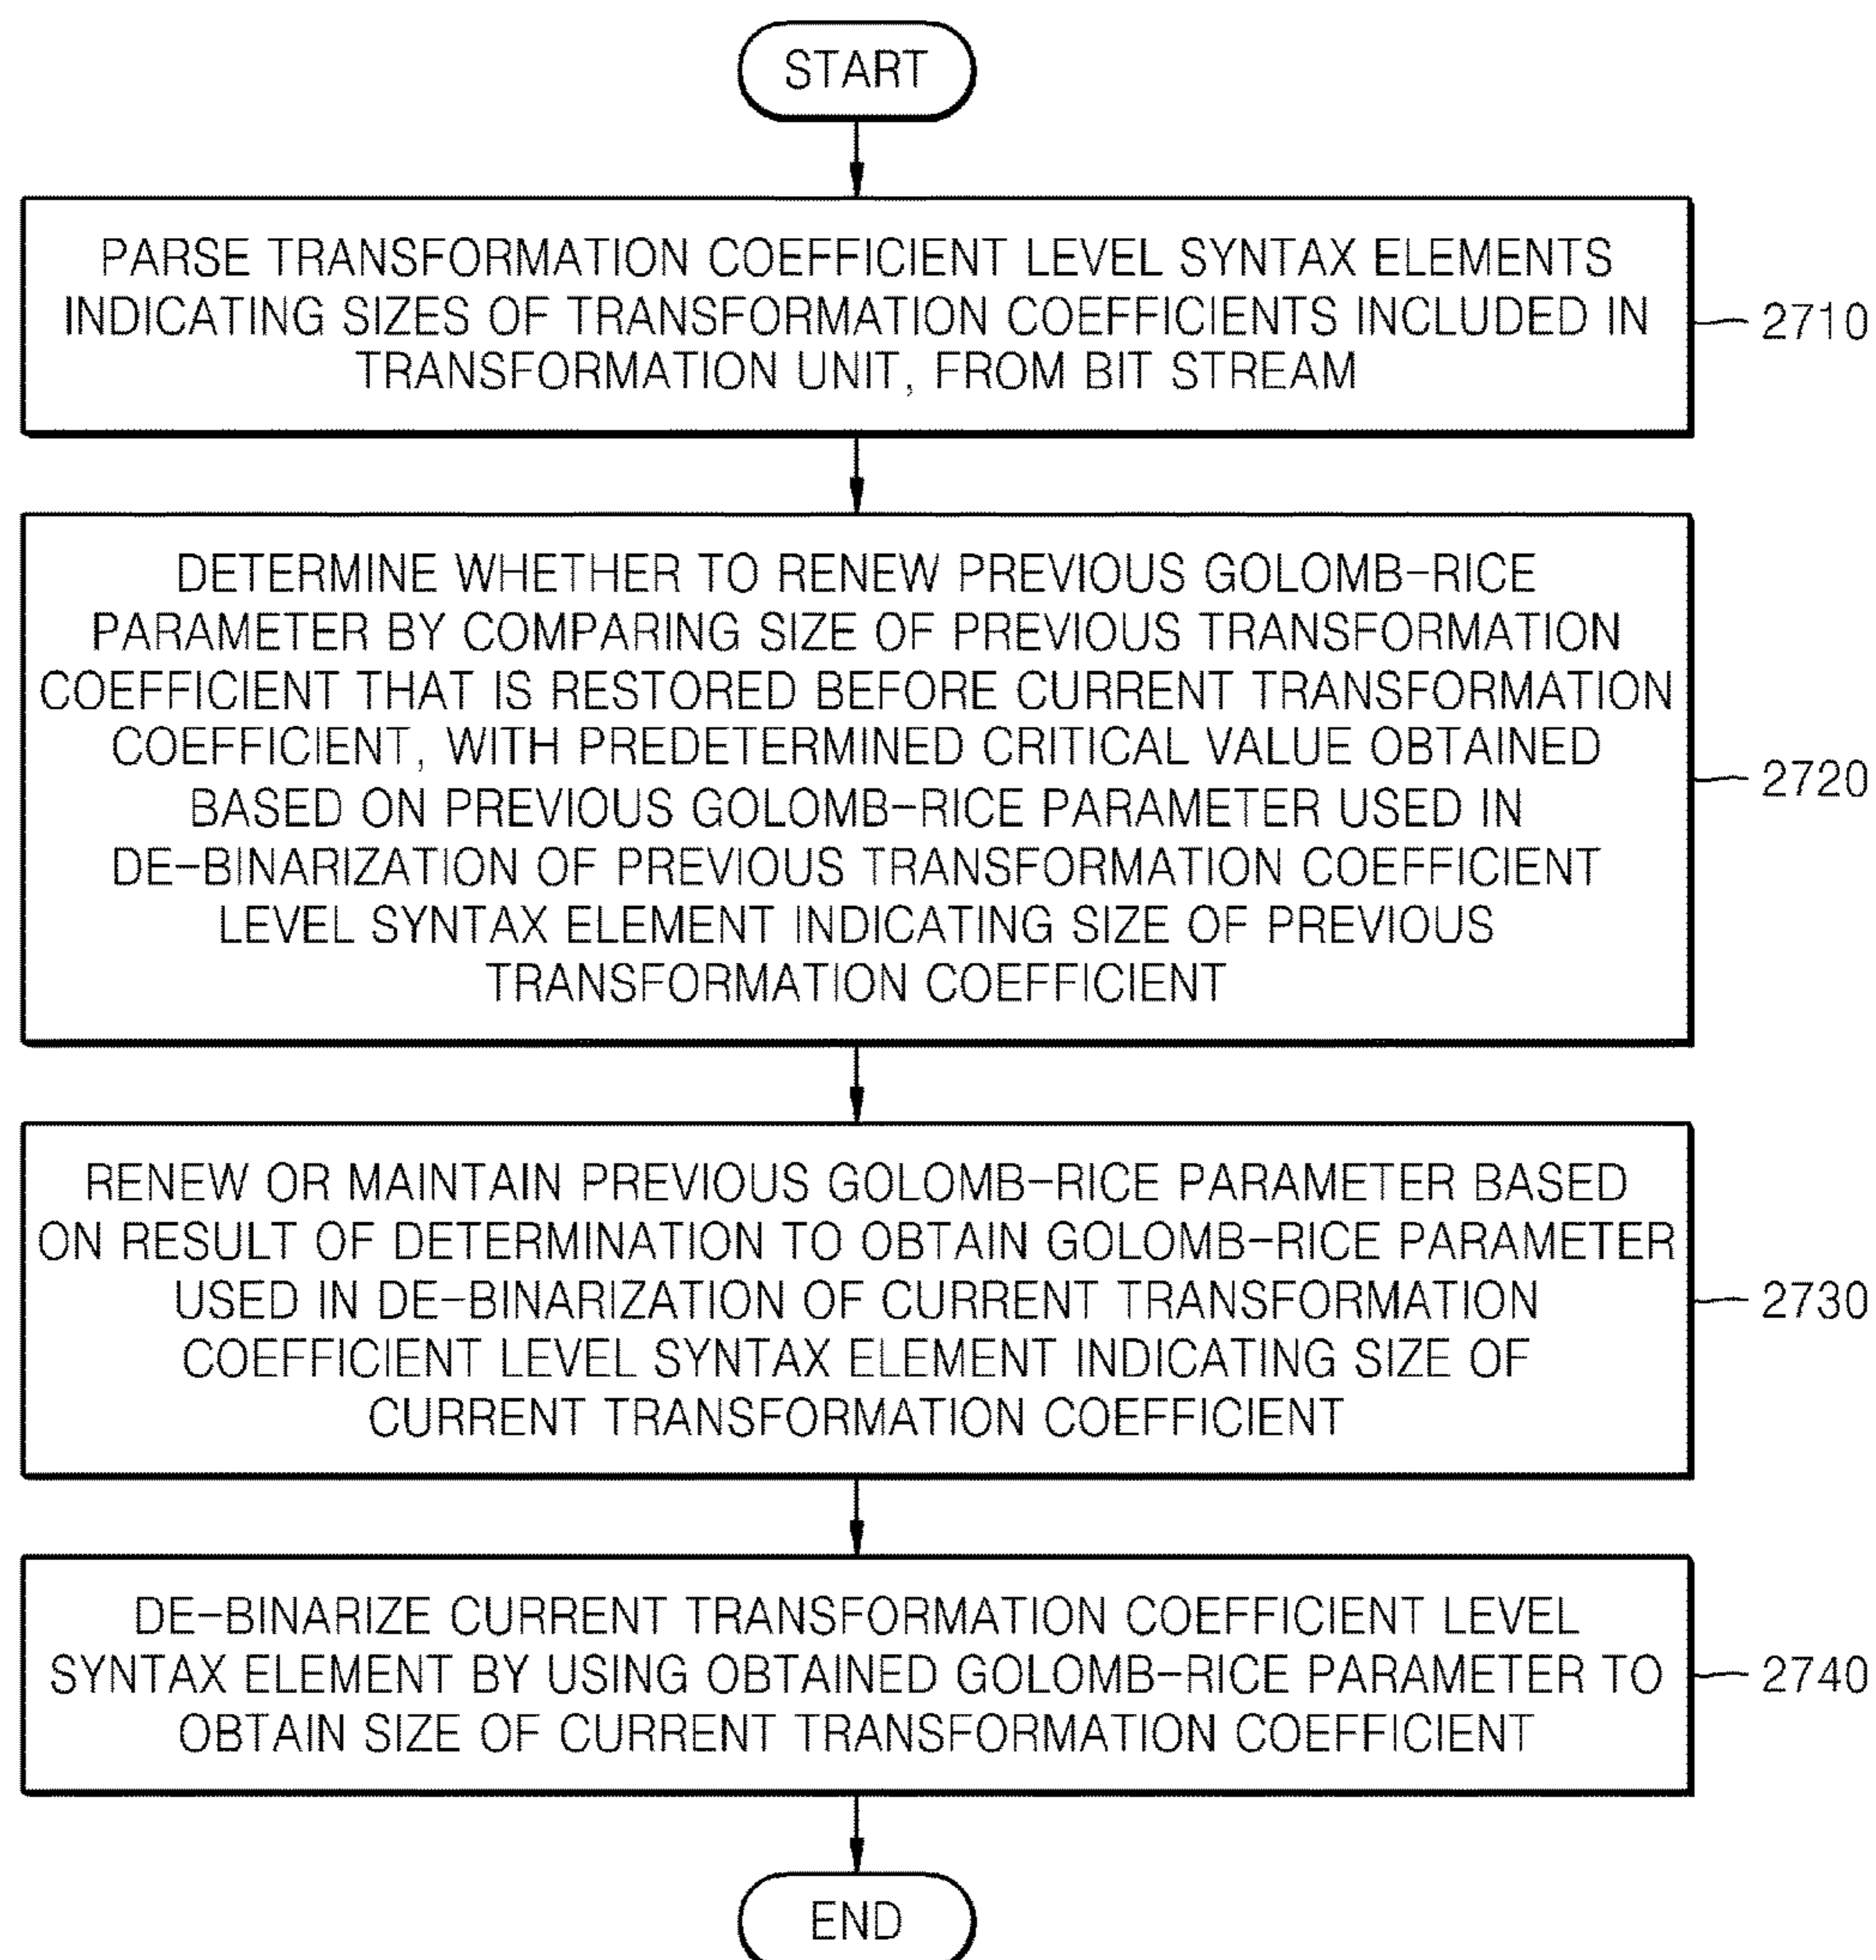 START
PARSE TRANSFORMATION COEFFICIENT LEVEL SYNTAX ELEMENTS
INDICATING SIZES OF TRANSFORMATION COEFFICIENTS INCLUDED IN
TRANSFORMATION UNIT, FROM BIT STREAM
2710
DETERMINE WHETHER TO RENEW PREVIOUS GOLOMB-RICE
PARAMETER BY COMPARING SIZE OF PREVIOUS TRANSFORMATION
COEFFICIENT THAT IS RESTORED BEFORE CURRENT TRANSFORMATION
COEFFICIENT, WITH PREDETERMINED CRITICAL VALUE OBTAINED
BASED ON PREVIOUS GOLOMB-RICE PARAMETER USED IN
DE-BINARIZATION OF PREVIOUS TRANSFORMATION COEFFICIENT
LEVEL SYNTAX ELEMENT INDICATING SIZE OF PREVIOUS
TRANSFORMATION COEFFICIENT
2720
RENEW OR MAINTAIN PREVIOUS GOLOMB-RICE PARAMETER BASED
ON RESULT OF DETERMINATION TO OBTAIN GOLOMB-RICE PARAMETER
USED IN DE-BINARIZATION OF CURRENT TRANSFORMATION
COEFFICIENT LEVEL SYNTAX ELEMENT INDICATING SIZE OF
CURRENT TRANSFORMATION COEFFICIENT
2730
DE-BINARIZE CURRENT TRANSFORMATION COEFFICIENT LEVEL
SYNTAX ELEMENT BY USING OBTAINED GOLOMB-RICE PARAMETER TO
OBTAIN SIZE OF CURRENT TRANSFORMATION COEFFICIENT
2740
END